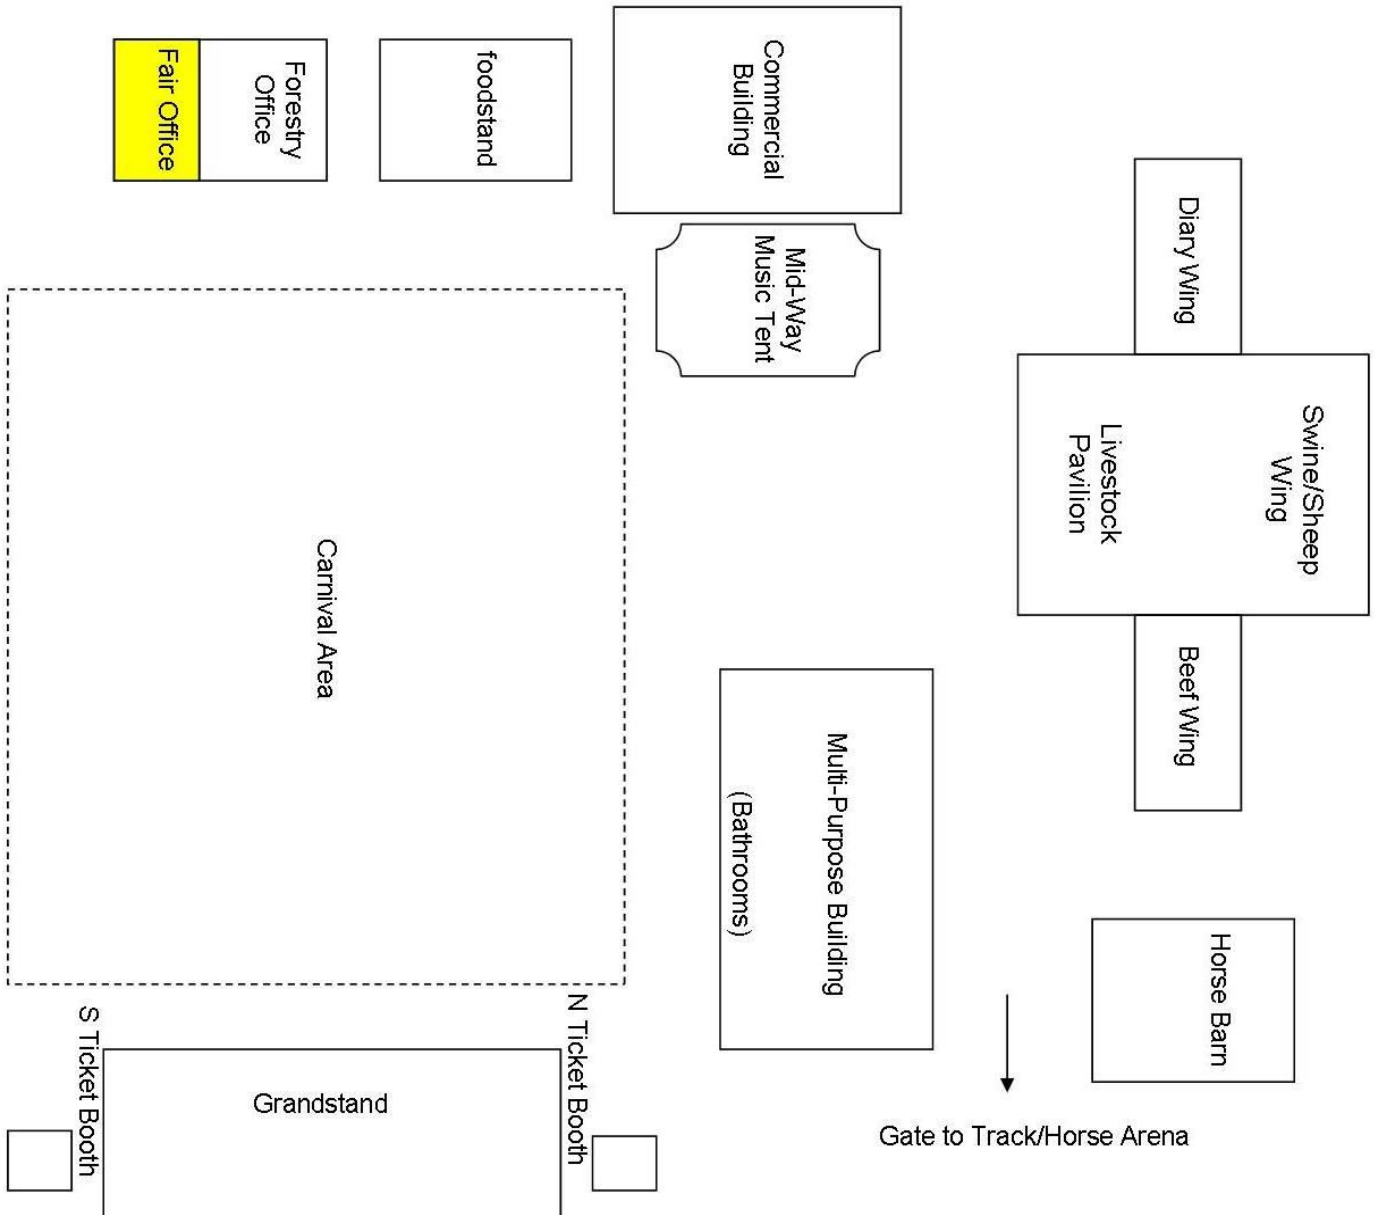 Fair Office
Forestry
Office
foodstand
Commercial
Building
Mid-Way
Music Tent
Diary Wing
Swine/Sheep
Wing
Livestock
Pavilion
Beef Wing
Carnival Area
Multi-Purpose Building
(Bathrooms)
Horse Barn
S Ticket Booth
Grandstand
N Ticket Booth
Gate to Track/Horse Arena